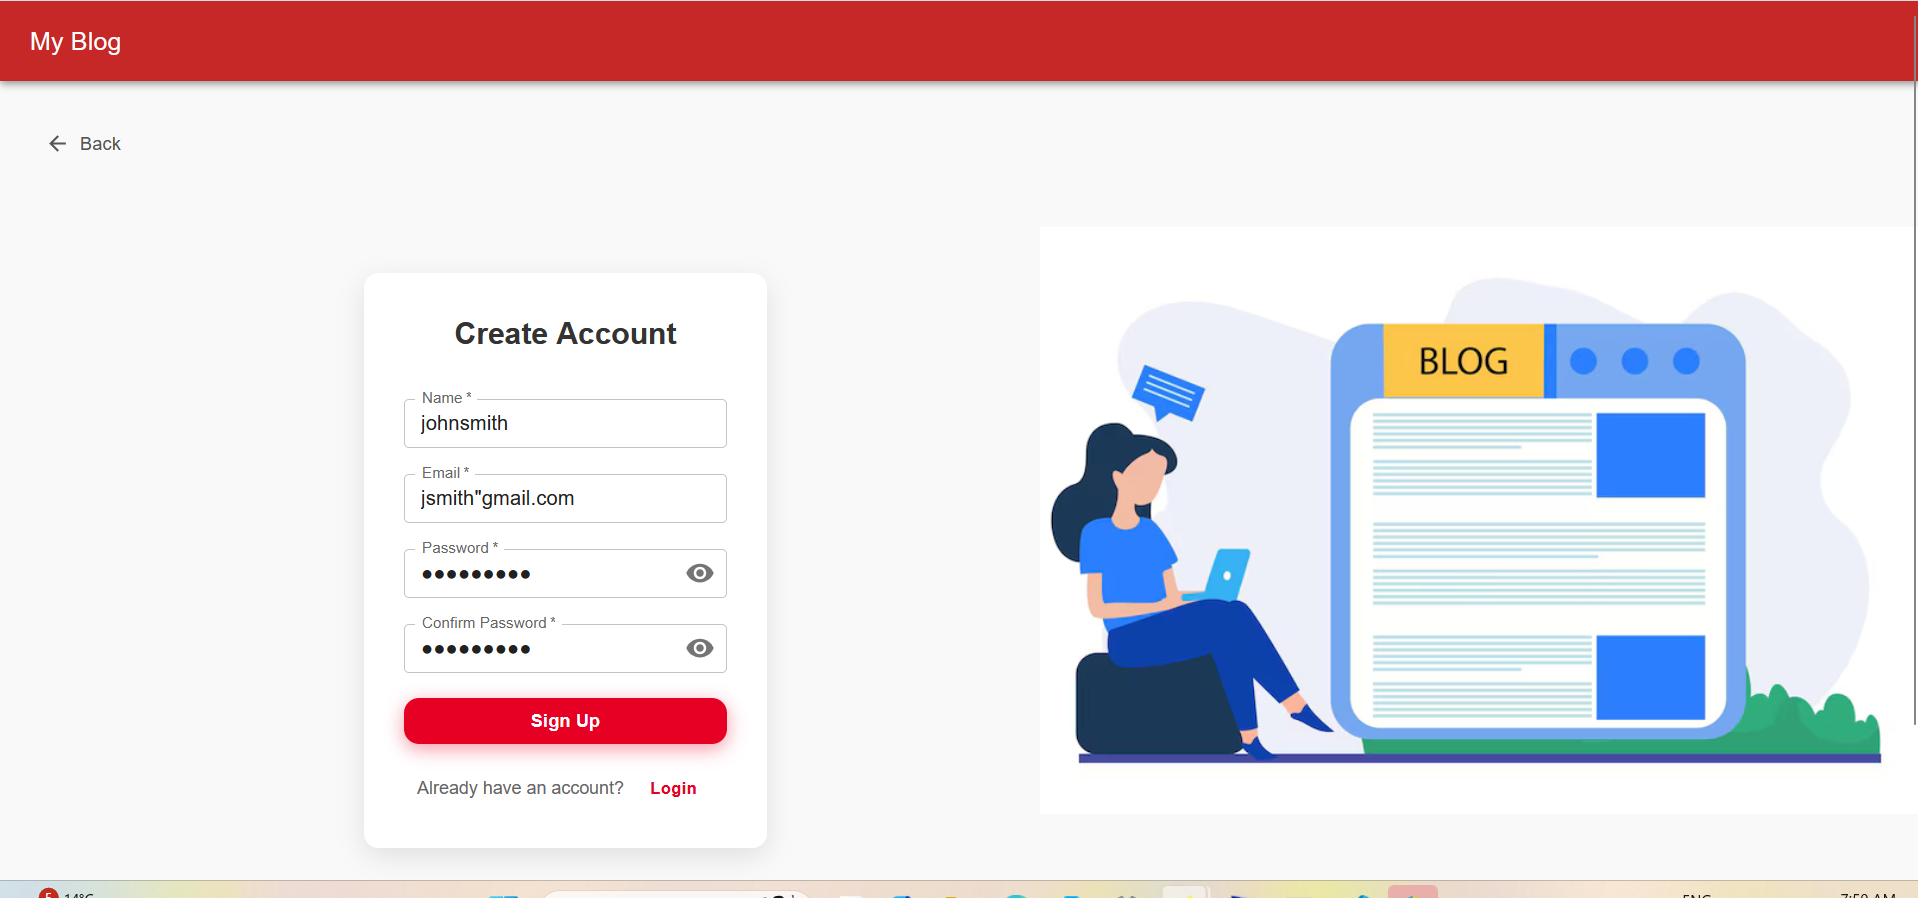 My Blog
Back
Create Account
Name *
johnsmith
Email *
jsmith"gmail.com
Password *
•••••••••
Confirm Password *
•••••••••
Sign Up
Already have an account? Login
BLOG